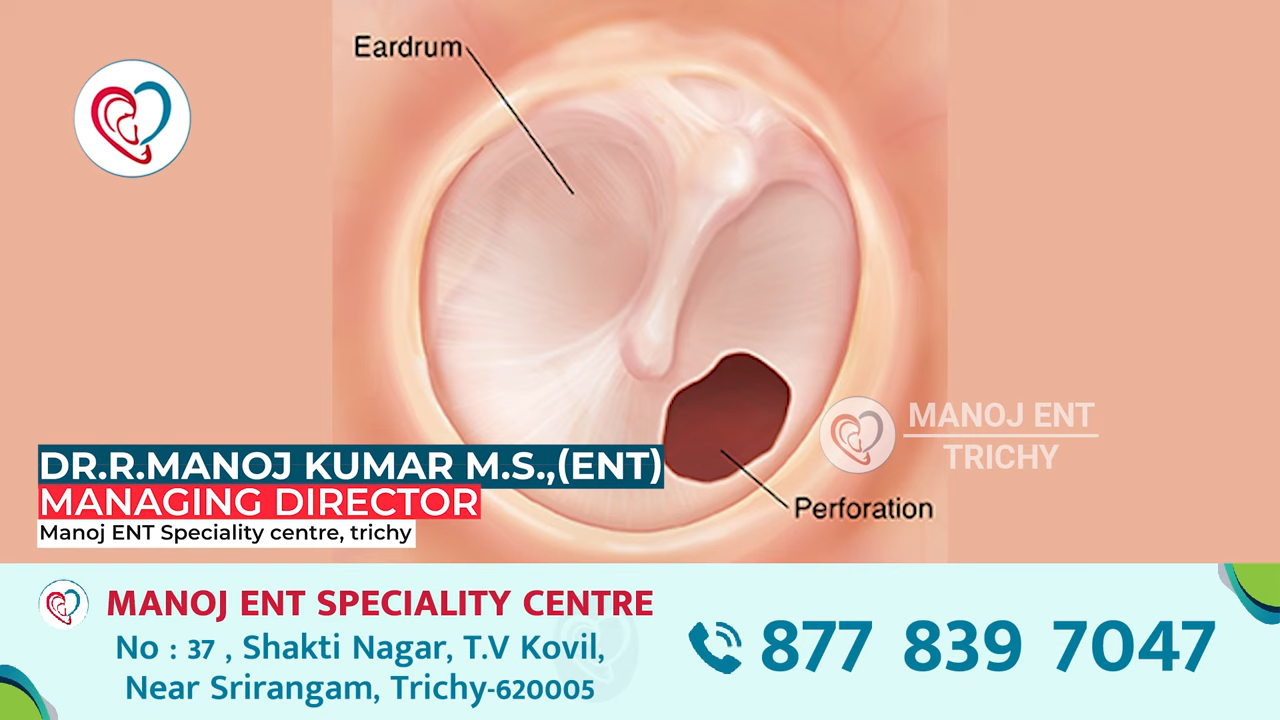 Eardrum
MANOJ ENT
TRICHY
DR.R.MANOJ KUMAR M.S.,(ENT)
MANAGING DIRECTOR
Manoj ENT Speciality centre, trichy
Perforation
MANOJ ENT SPECIALITY CENTRE
No : 37 , Shakti Nagar, T.V Kovil,
Near Srirangam, Trichy-620005
877 839 7047